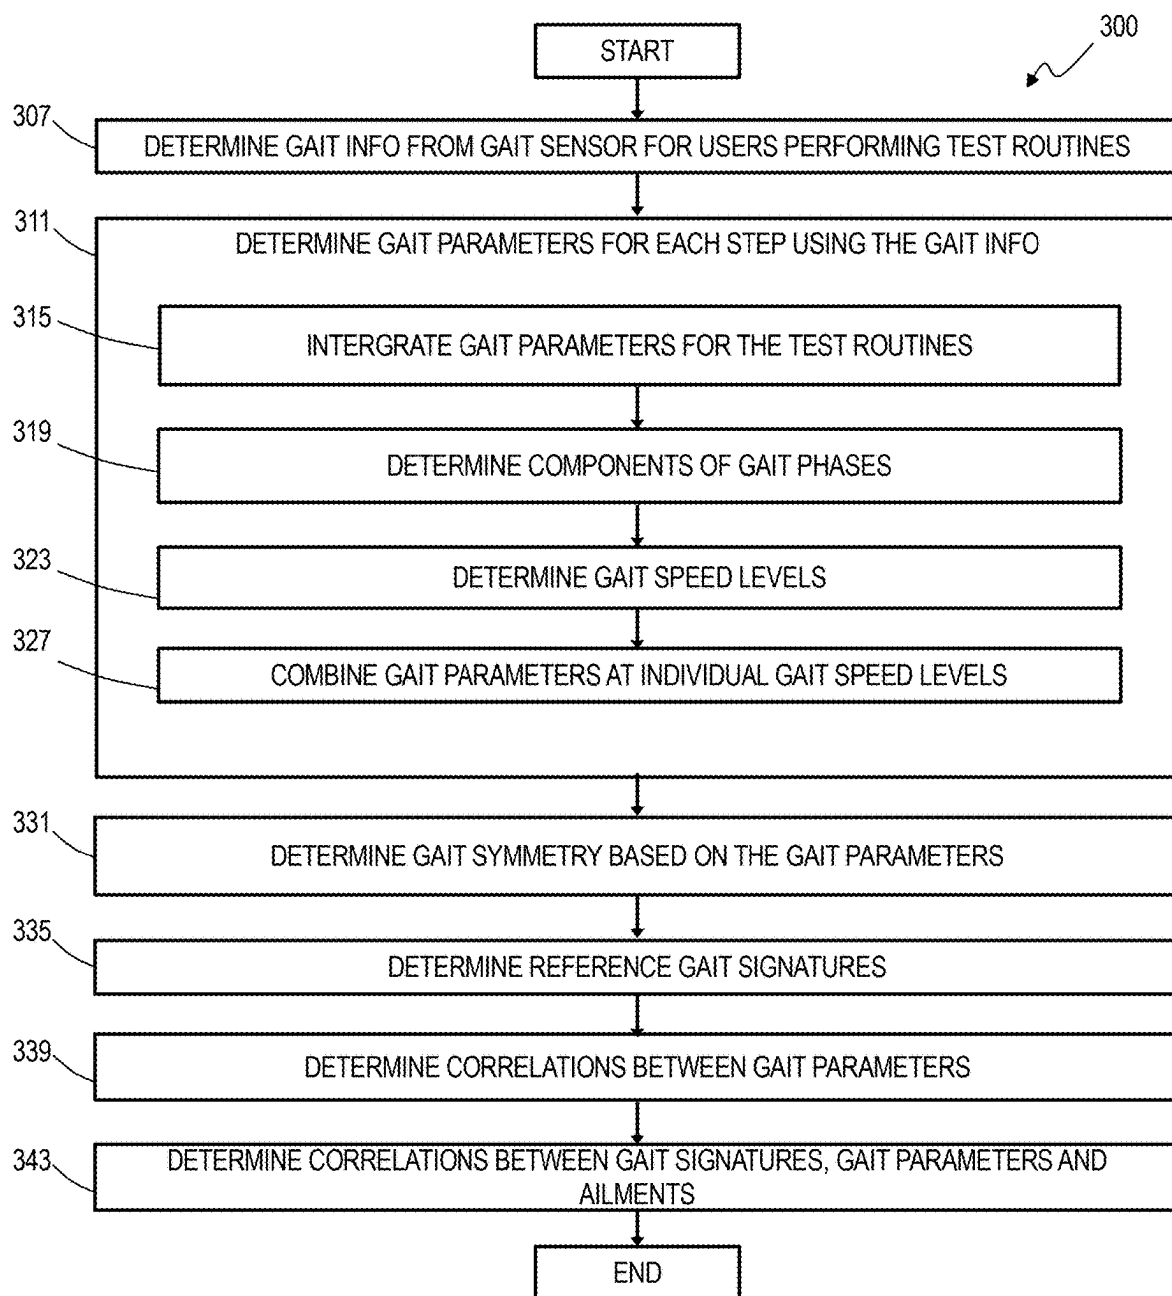 START
300
307
DETERMINE GAIT INFO FROM GAIT SENSOR FOR USERS PERFORMING TEST ROUTINES
311
DETERMINE GAIT PARAMETERS FOR EACH STEP USING THE GAIT INFO
315
INTERGRATE GAIT PARAMETERS FOR THE TEST ROUTINES
319
DETERMINE COMPONENTS OF GAIT PHASES
323
DETERMINE GAIT SPEED LEVELS
327
COMBINE GAIT PARAMETERS AT INDIVIDUAL GAIT SPEED LEVELS
331
DETERMINE GAIT SYMMETRY BASED ON THE GAIT PARAMETERS
335
DETERMINE REFERENCE GAIT SIGNATURES
339
DETERMINE CORRELATIONS BETWEEN GAIT PARAMETERS
343
DETERMINE CORRELATIONS BETWEEN GAIT SIGNATURES, GAIT PARAMETERS AND
AILMENTS
END